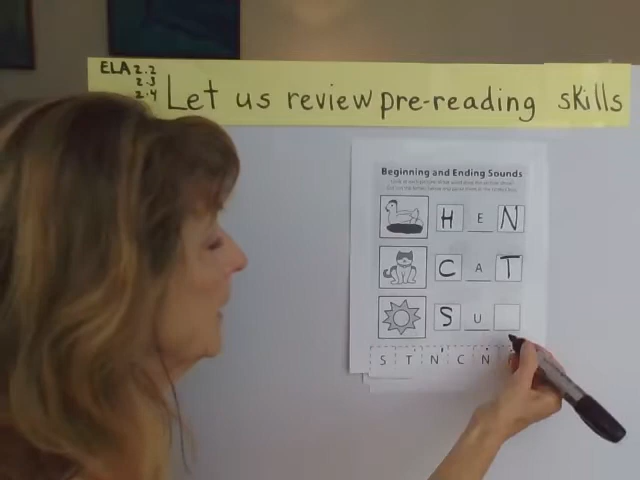 ELA 2.2
2.3
2.4
Let us review pre-reading skills
Beginning and Ending Sounds
H E N
C A T
S U
S T N C N